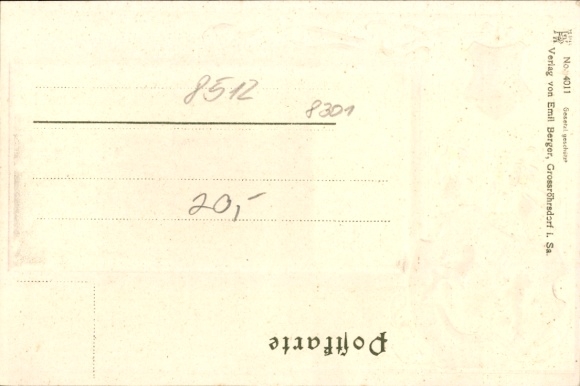 8512
8301
20,-
No. 4011 Gesetzl. geschützt
Verlag von Emil Berger, Grossröhrsdorf i. Sa.
Postkarte